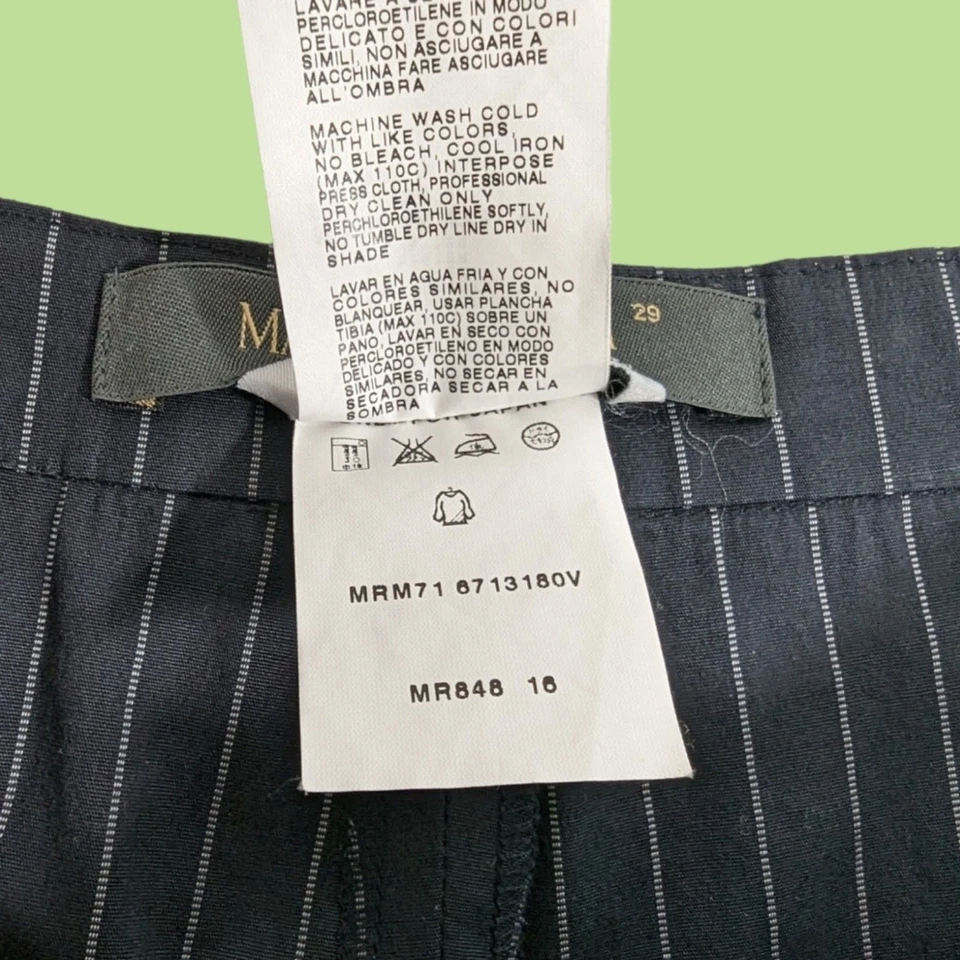 PERCLOROETILENE IN MODO
DELICATO E CON COLORI
SIMILI, NON ASCIUGARE A
MACCHINA FARE ASCIUGARE
ALL'OMBRA
MACHINE WASH COLD
WITH LIKE COLORS,
NO BLEACH, COOL IRON
(MAX 110C) INTERPOSE
PRESS CLOTH, PROFESSIONAL
DRY CLEAN ONLY
PERCHLOROETHILENE SOFTLY,
NO TUMBLE DRY LINE DRY IN
SHADE
LAVAR EN AGUA FRIA Y CON
COLORES SIMILARES, NO
BLANQUEAR, USAR PLANCHA
TIBIA (MAX 110C) SOBRE UN
PANO, LAVAR EN SECO CON
PERCLOROETILENO EN MODO
DELICADO Y CON COLORES
SIMILARES, NO SECAR EN
SECADORA SECAR A LA
SOMBRA
29
MRM71 6713180V
MR848 16